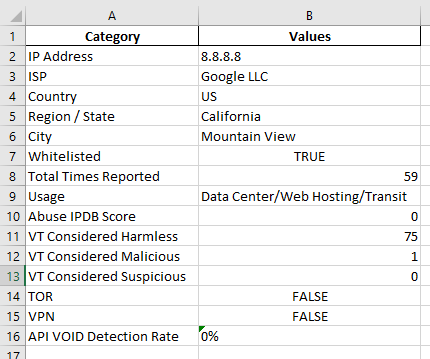 A B
1 Category Values
2 IP Address 8.8.8.8
3 ISP Google LLC
4 Country US
5 Region / State California
6 City Mountain View
7 Whitelisted TRUE
8 Total Times Reported 59
9 Usage Data Center/Web Hosting/Transit
10 Abuse IPDB Score 0
11 VT Considered Harmless 75
12 VT Considered Malicious 1
13 VT Considered Suspicious 0
14 TOR FALSE
15 VPN FALSE
16 API VOID Detection Rate 0%
17